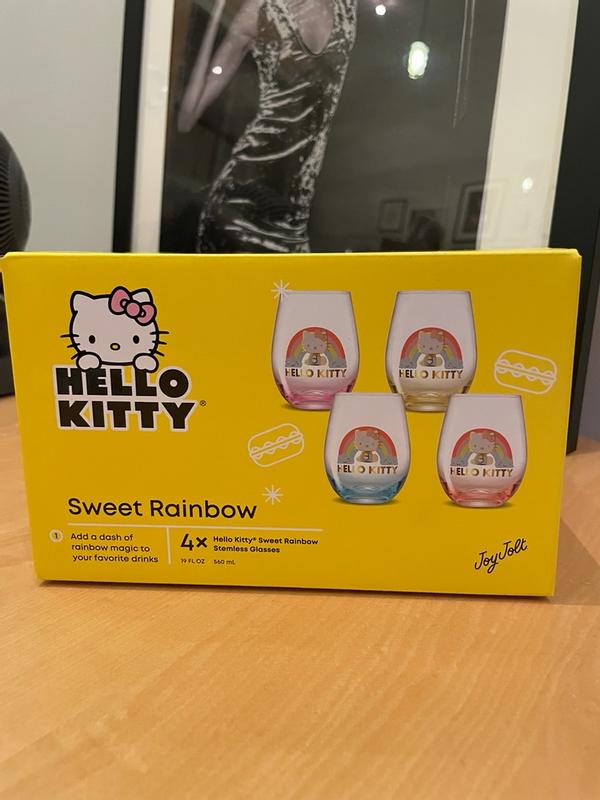 HELLO
KITTY®
HELLO KITTY
HELLO KITTY
HELLO KITTY
HELLO KITTY
Sweet Rainbow
1 Add a dash of
rainbow magic to
your favorite drinks
4× Hello Kitty® Sweet Rainbow
Stemless Glasses
19 FL OZ 560 mL
JoyJolt